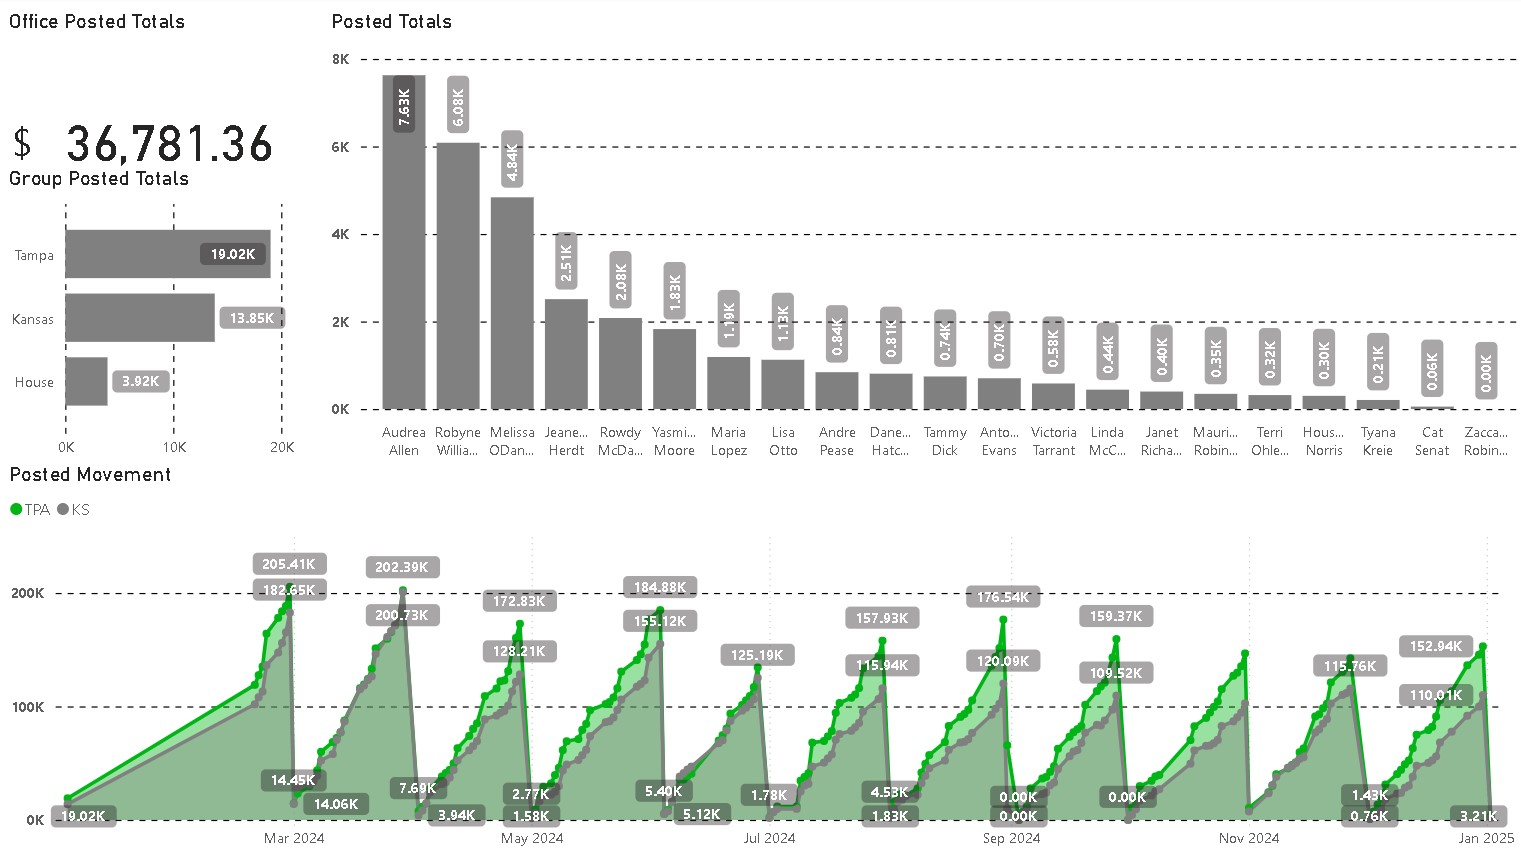 Office Posted Totals
$ 36,781.36
Group Posted Totals
Tampa 19.02K
Kansas 13.85K
House 3.92K
0K 10K 20K
Posted Totals
8K
6K
4K
2K
0K
7.63K 6.08K 4.84K 2.51K 2.08K 1.83K 1.19K 1.13K 0.84K 0.81K 0.74K 0.70K 0.58K 0.44K 0.40K 0.35K 0.32K 0.30K 0.21K 0.06K 0.00K
Audrea Robyne Melissa Jeane... Rowdy Yasmi... Maria Lisa Andre Dane... Tammy Anto... Victoria Linda Janet Mauri... Terri Hous... Tyana Cat Zacca...
Allen Willia... ODan... Herdt McDa... Moore Lopez Otto Pease Hatc... Dick Evans Tarrant McC... Richa... Robin... Ohle... Norris Kreie Senat Robin...
Posted Movement
TPA KS
200K
100K
0K
205.41K 202.39K 172.83K 184.88K 125.19K 157.93K 176.54K 159.37K 115.76K 152.94K
182.65K 200.73K 128.21K 155.12K 115.94K 120.09K 109.52K 110.01K
14.45K 7.69K 2.77K 5.40K 1.78K 4.53K 0.00K 0.00K 1.43K
19.02K 14.06K 3.94K 1.58K 5.12K 1.83K 0.00K 0.76K 3.21K
Mar 2024 May 2024 Jul 2024 Sep 2024 Nov 2024 Jan 2025